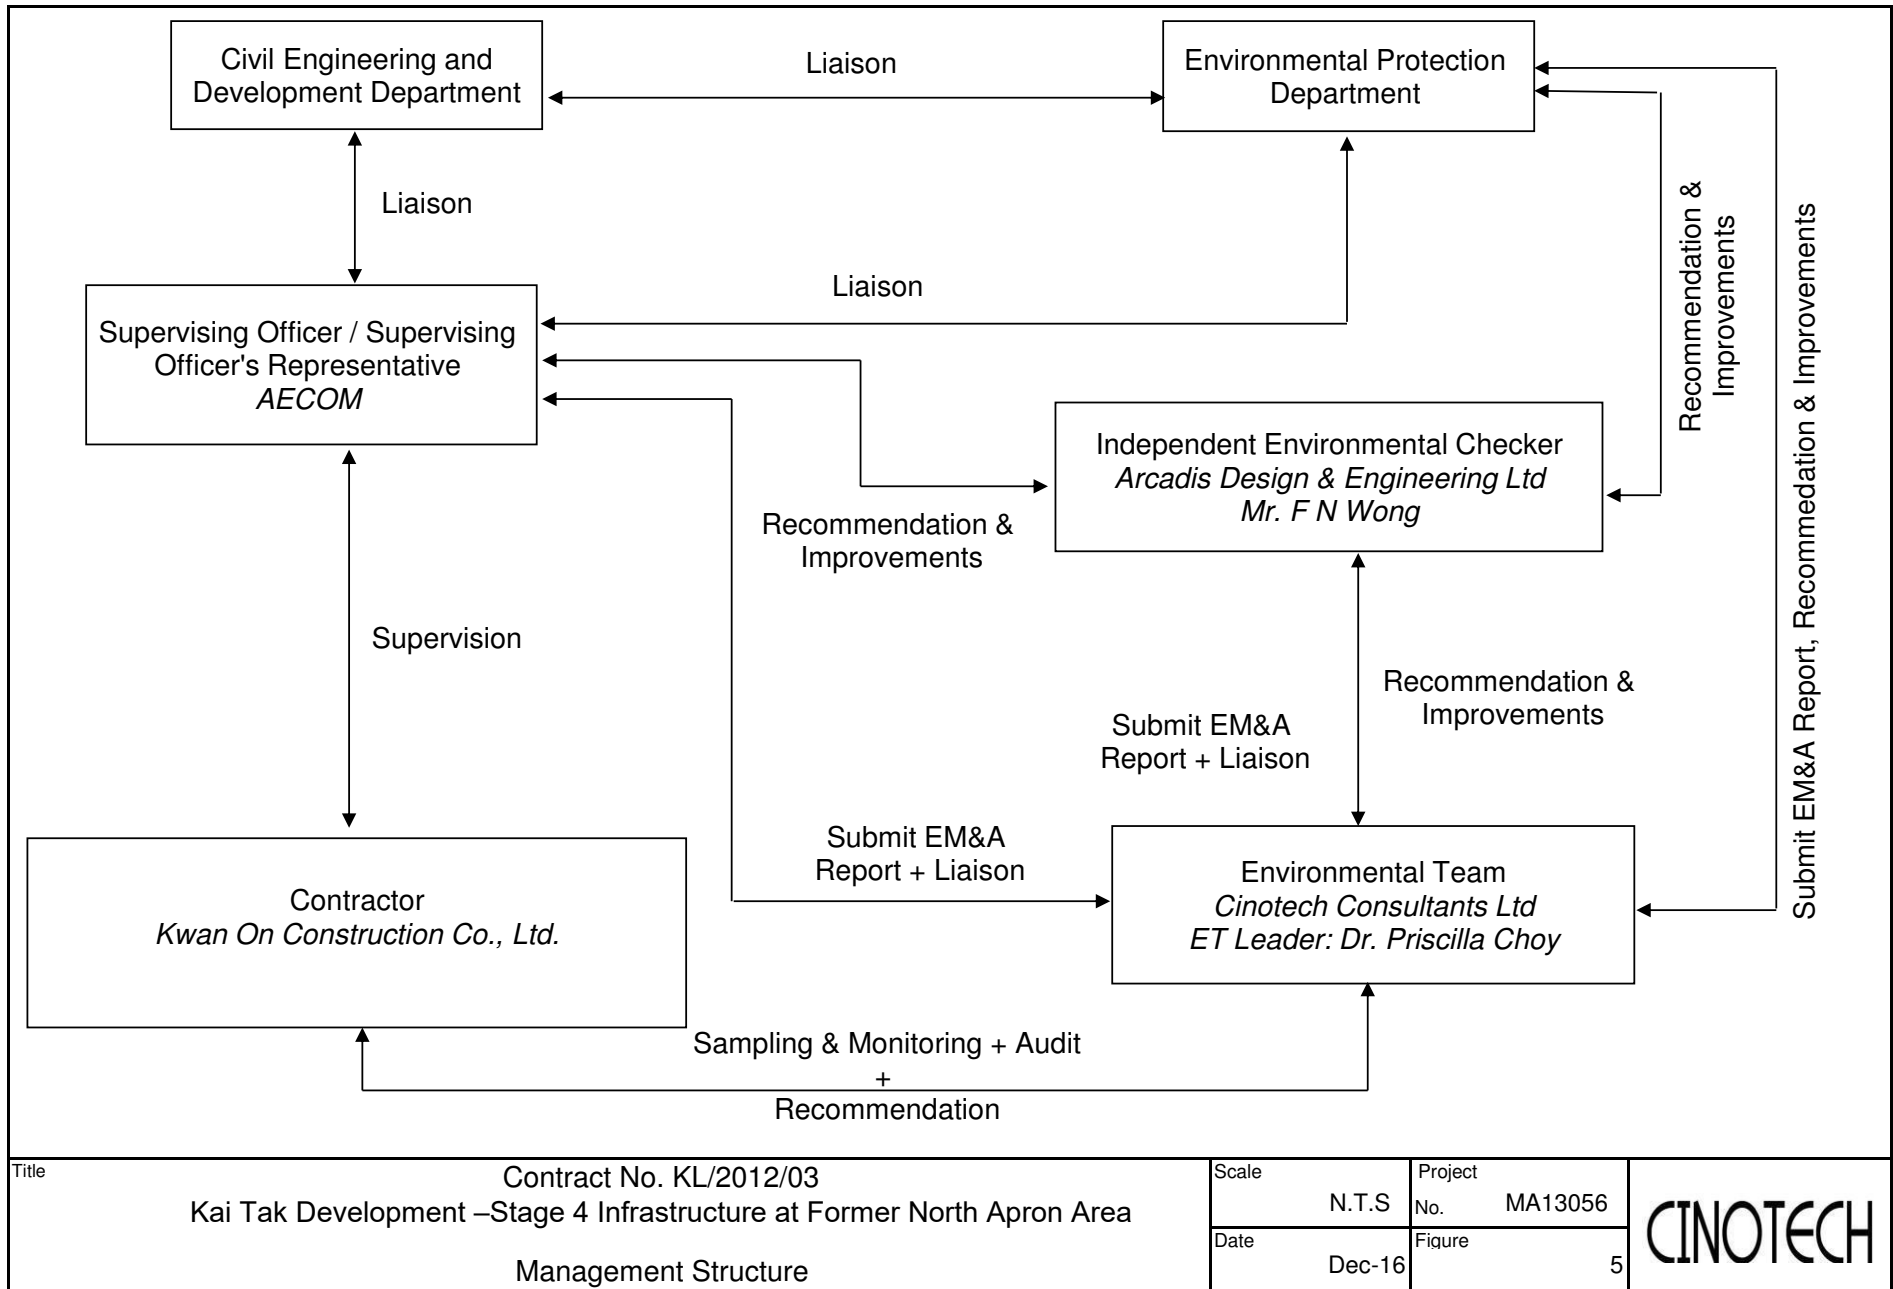 Civil Engineering and
Development Department
Liaison
Environmental Protection
Department
Liaison
Liaison
Supervising Officer / Supervising
Officer's Representative
AECOM
Recommendation &
Improvements
Submit EM&A Report, Recommedation & Improvements
Independent Environmental Checker
Arcadis Design & Engineering Ltd
Mr. F N Wong
Recommendation &
Improvements
Supervision
Recommendation &
Improvements
Submit EM&A
Report + Liaison
Submit EM&A
Report + Liaison
Environmental Team
Cinotech Consultants Ltd
ET Leader: Dr. Priscilla Choy
Contractor
Kwan On Construction Co., Ltd.
Sampling & Monitoring + Audit
+
Recommendation
Title
Contract No. KL/2012/03
Kai Tak Development –Stage 4 Infrastructure at Former North Apron Area
Management Structure
Scale
N.T.S
Project
No. MA13056
Date
Dec-16
Figure
5
CINOTECH